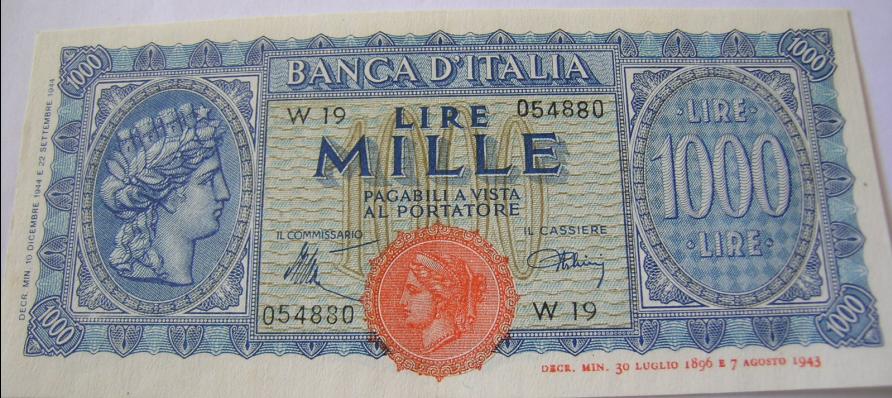 1000
1000
BANCA D'ITALIA
W 19
054880
LIRE
MILLE
1000
PAGABILI A VISTA
AL PORTATORE
IL COMMISSARIO
IL CASSIERE
054880
W 19
·LIRE·
1000
·LIRE·
1000
1000
DECR. MIN. 10 DICEMBRE 1944 E 22 SETTEMBRE 1944
DECR. MIN. 30 LUGLIO 1896 E 7 AGOSTO 1943